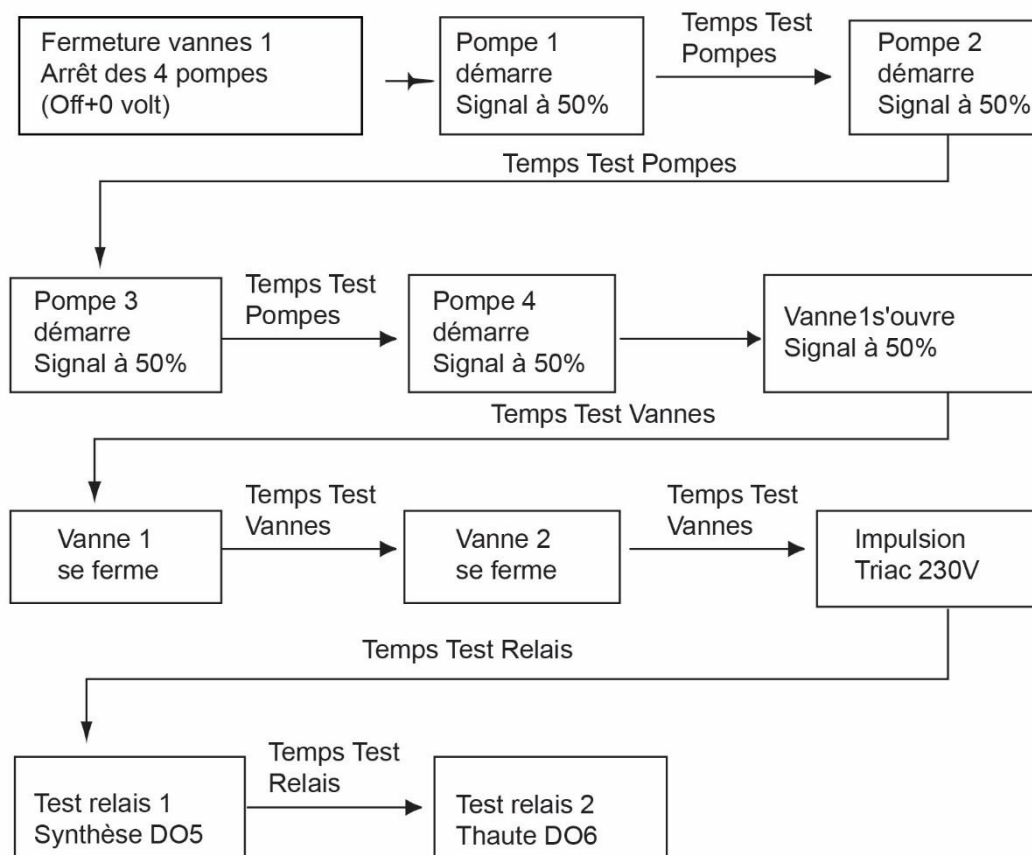 Fermeture vannes 1
Arrêt des 4 pompes
(Off+0 volt)
Pompe 1
démarre
Signal à 50%
Temps Test
Pompes
Pompe 2
démarre
Signal à 50%
Temps Test Pompes
Pompe 3
démarre
Signal à 50%
Temps Test
Pompes
Pompe 4
démarre
Signal à 50%
Vanne1s'ouvre
Signal à 50%
Temps Test Vannes
Vanne 1
se ferme
Temps Test
Vannes
Vanne 2
se ferme
Temps Test
Vannes
Impulsion
Triac 230V
Temps Test Relais
Test relais 1
Synthèse DO5
Temps Test
Relais
Test relais 2
Thaute DO6